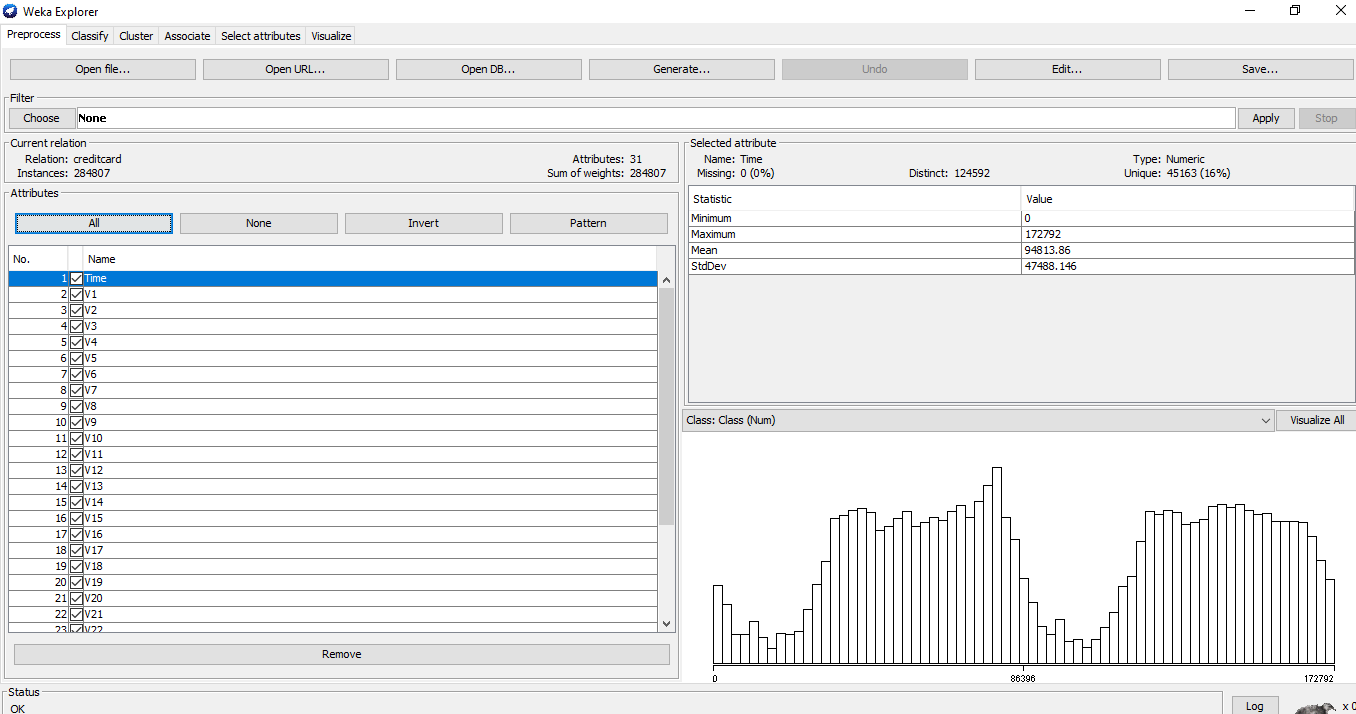 Weka Explorer
Preprocess Classify Cluster Associate Select attributes Visualize
Open file... Open URL... Open DB... Generate... Undo Edit... Save...
Filter
Choose None Apply Stop
Current relation
Relation: creditcard Attributes: 31
Instances: 284807 Sum of weights: 284807
Attributes
All None Invert Pattern
No. Name
1 Time
2 V1
3 V2
4 V3
5 V4
6 V5
7 V6
8 V7
9 V8
10 V9
11 V10
12 V11
13 V12
14 V13
15 V14
16 V15
17 V16
18 V17
19 V18
20 V19
21 V20
22 V21
23 V22
Remove
Selected attribute
Name: Time Type: Numeric
Missing: 0 (0%) Distinct: 124592 Unique: 45163 (16%)
Statistic Value
Minimum 0
Maximum 172792
Mean 94813.86
StdDev 47488.146
Class: Class (Num) Visualize All
0 86396 172792
Status
OK Log x 0